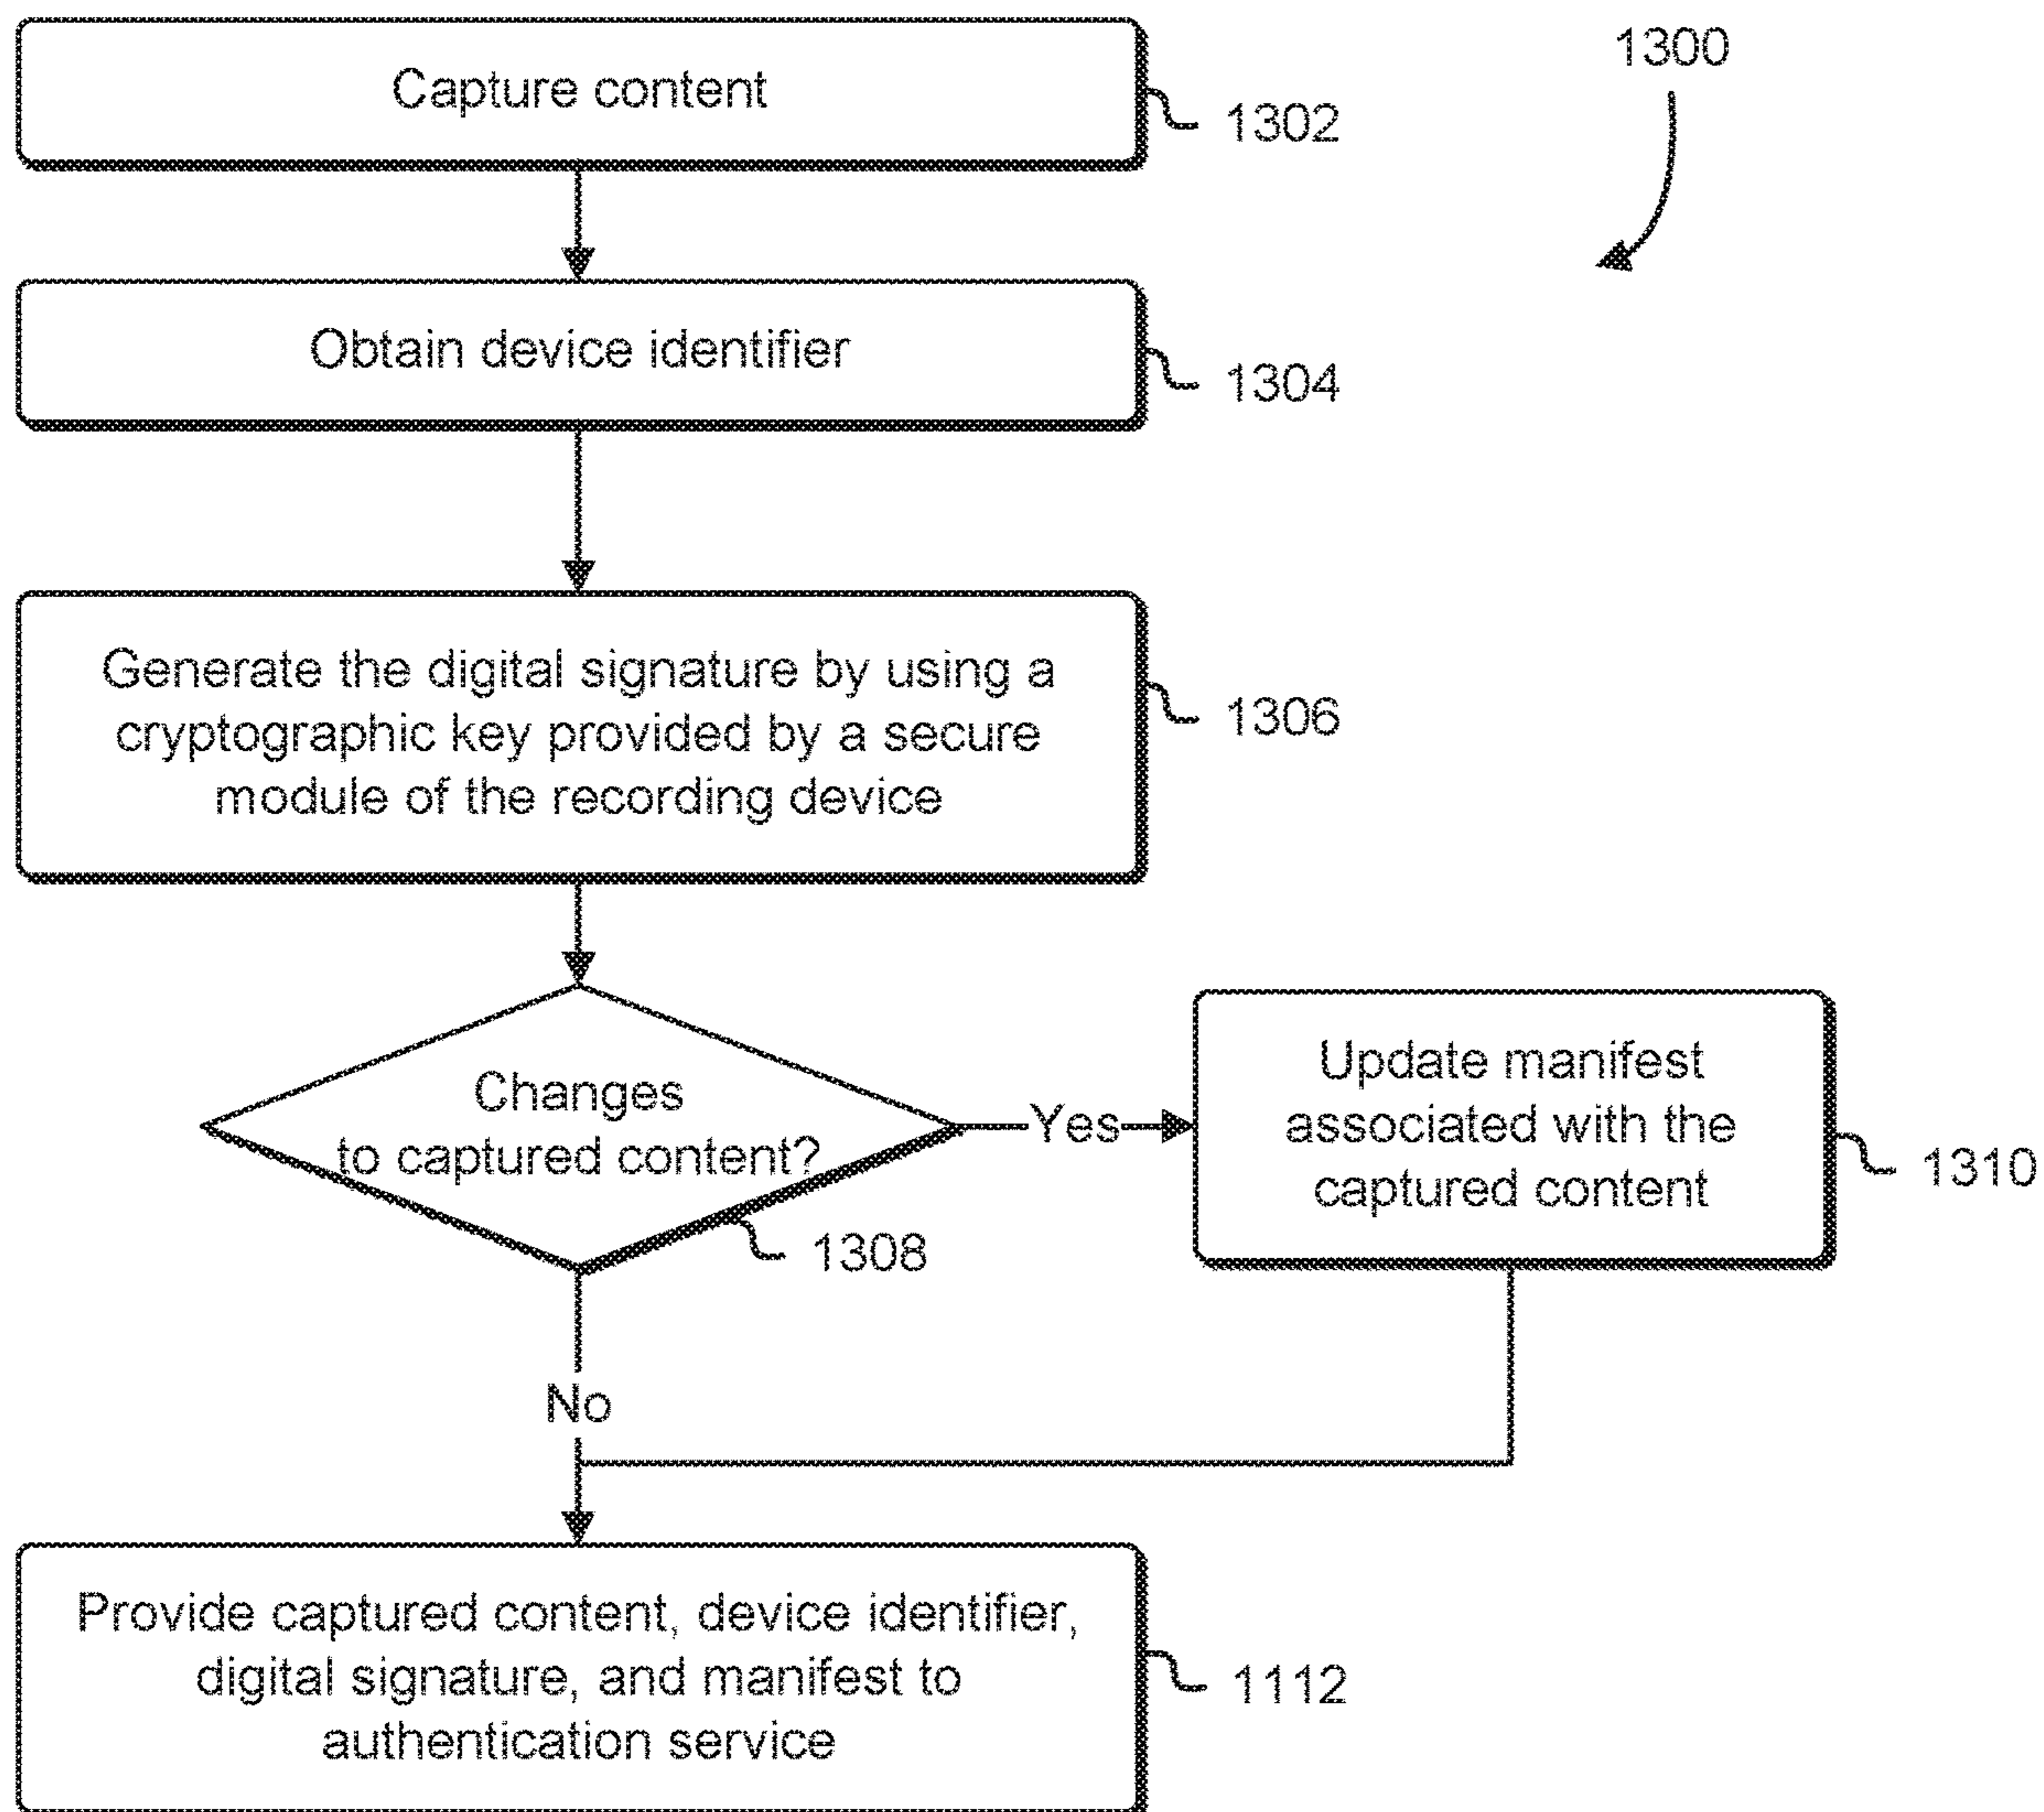 1300
Capture content
1302
Obtain device identifier
1304
Generate the digital signature by using a
cryptographic key provided by a secure
module of the recording device
1306
Changes
to captured content?
1308
Yes
Update manifest
associated with the
captured content
1310
No
Provide captured content, device identifier,
digital signature, and manifest to
authentication service
1112